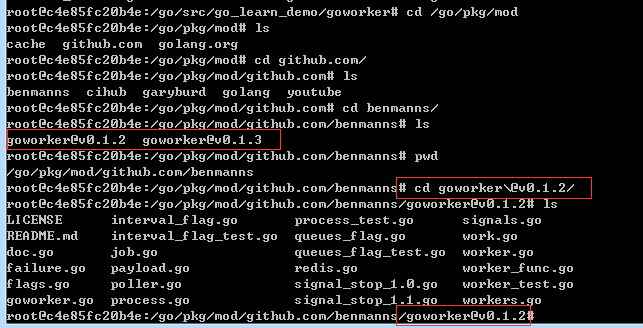 root@c4e85fc20b4e:/go/src/go_learn_demo/goworker# cd /go/pkg/mod
root@c4e85fc20b4e:/go/pkg/mod# ls
cache  github.com  golang.org
root@c4e85fc20b4e:/go/pkg/mod# cd github.com/
root@c4e85fc20b4e:/go/pkg/mod/github.com# ls
benmanns  cihub  garyburd  golang  youtube
root@c4e85fc20b4e:/go/pkg/mod/github.com# cd benmanns/
root@c4e85fc20b4e:/go/pkg/mod/github.com/benmanns# ls
goworker@v0.1.2  goworker@v0.1.3
root@c4e85fc20b4e:/go/pkg/mod/github.com/benmanns# pwd
/go/pkg/mod/github.com/benmanns
root@c4e85fc20b4e:/go/pkg/mod/github.com/benmanns# cd goworker\@v0.1.2/
root@c4e85fc20b4e:/go/pkg/mod/github.com/benmanns/goworker@v0.1.2# ls
LICENSE      interval_flag.go       process_test.go      signals.go
README.md    interval_flag_test.go  queues_flag.go       work.go
doc.go       job.go                 queues_flag_test.go  worker.go
failure.go   payload.go             redis.go             worker_func.go
flags.go     poller.go              signal_stop_1.0.go   worker_test.go
goworker.go  process.go             signal_stop_1.1.go   workers.go
root@c4e85fc20b4e:/go/pkg/mod/github.com/benmanns/goworker@v0.1.2#